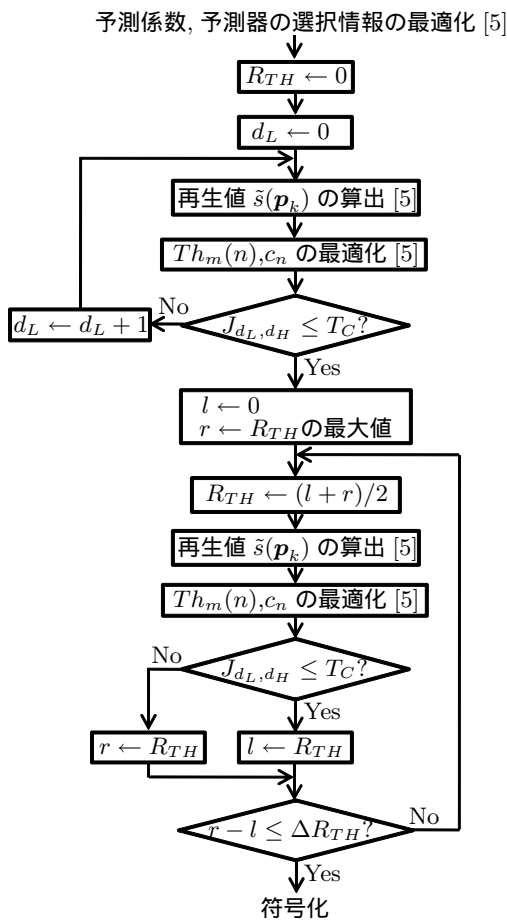 予測係数, 予測器の選択情報の最適化 [5]
R_{TH} ← 0
d_L ← 0
再生値 s̃(p_k) の算出 [5]
Th_m(n),c_n の最適化 [5]
J_{d_L,d_H} ≤ T_C?
No
d_L ← d_L + 1
Yes
l ← 0
r ← R_{TH}の最大値
R_{TH} ← (l + r)/2
再生値 s̃(p_k) の算出 [5]
Th_m(n),c_n の最適化 [5]
J_{d_L,d_H} ≤ T_C?
No
Yes
r ← R_{TH}
l ← R_{TH}
r − l ≤ ΔR_{TH}?
No
Yes
符号化